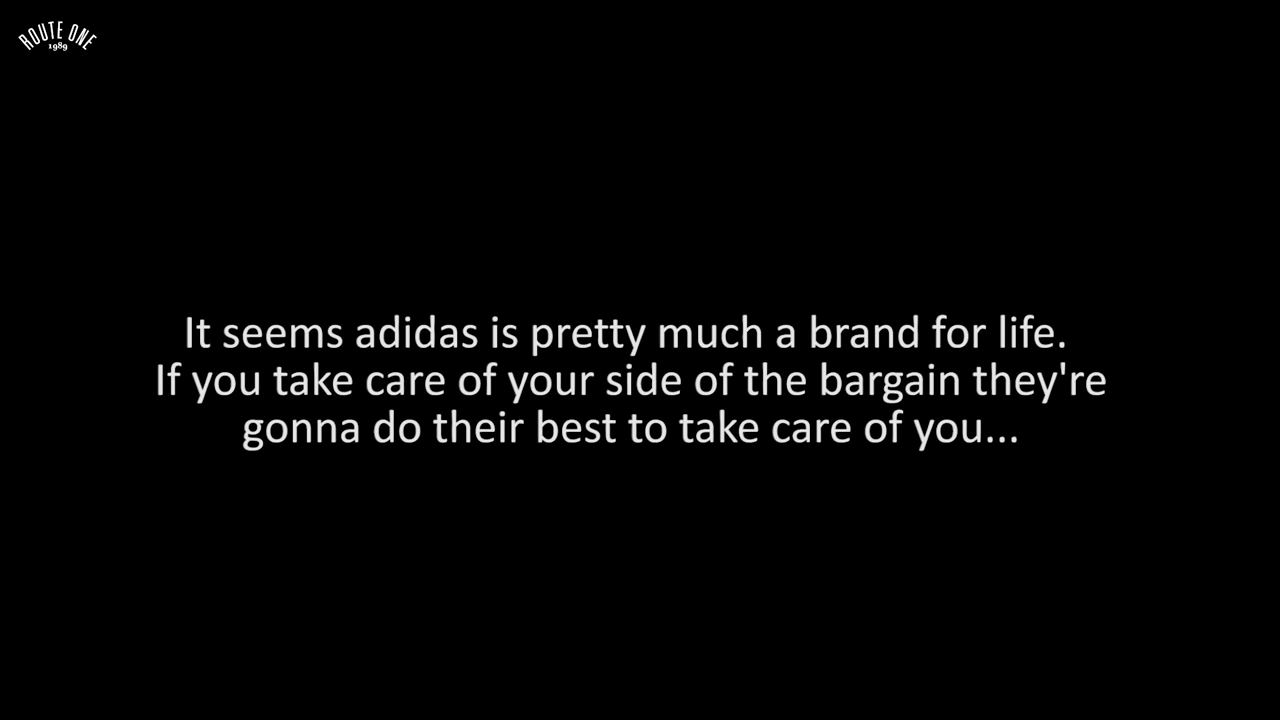 ROUTE ONE
1989
It seems adidas is pretty much a brand for life.
If you take care of your side of the bargain they're
gonna do their best to take care of you...